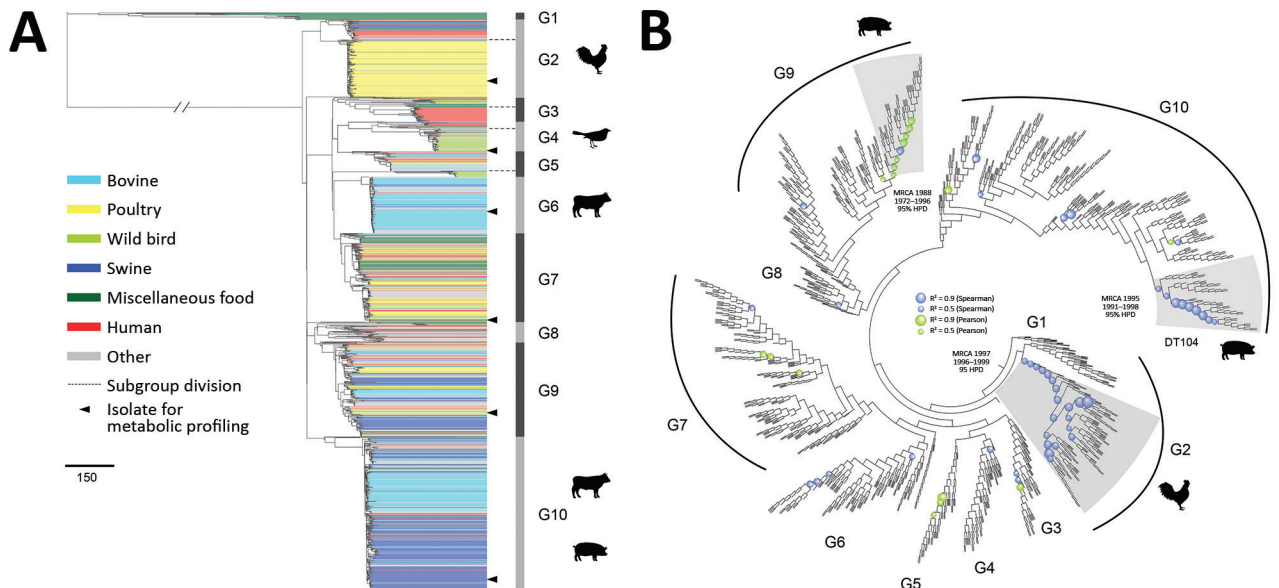 A
G1
G2
G3
G4
G5
G6
G7
G8
G9
G10
Bovine
Poultry
Wild bird
Swine
Miscellaneous food
Human
Other
Subgroup division
Isolate for
metabolic profiling
150
B
G9
G10
MRCA 1988
1972–1996
95% HPD
G8
R² = 0.9 (Spearman)
R² = 0.5 (Spearman)
R² = 0.9 (Pearson)
R² = 0.5 (Pearson)
MRCA 1995
1991–1998
95% HPD
DT104
G1
MRCA 1997
1996–1999
95 HPD
G7
G2
G6
G3
G4
G5